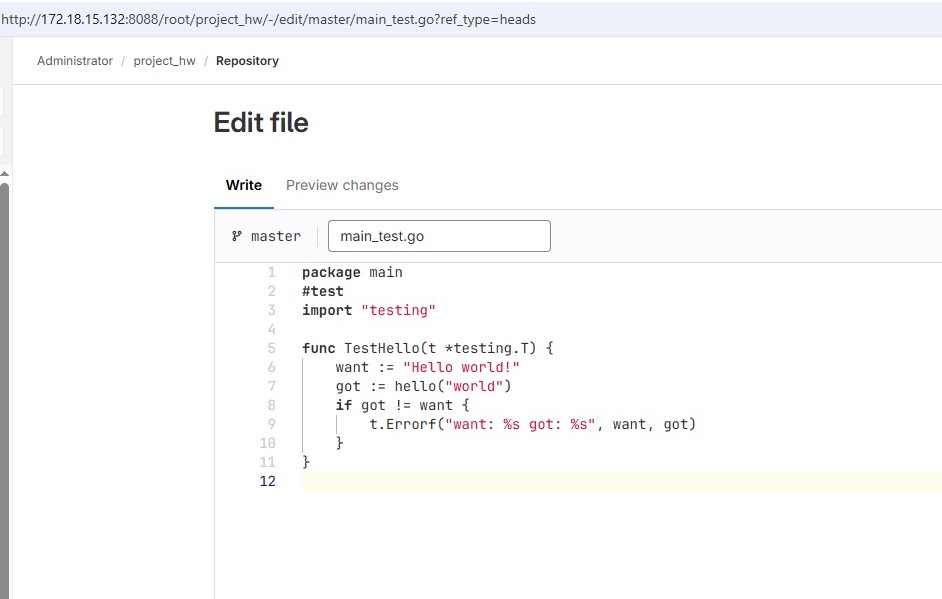 http://172.18.15.132:8088/root/project_hw/-/edit/master/main_test.go?ref_type=heads
Administrator / project_hw / Repository
Edit file
Write Preview changes
master main_test.go
1 package main
2 #test
3 import "testing"
4
5 func TestHello(t *testing.T) {
6     want := "Hello world!"
7     got := hello("world")
8     if got != want {
9         t.Errorf("want: %s got: %s", want, got)
10     }
11 }
12